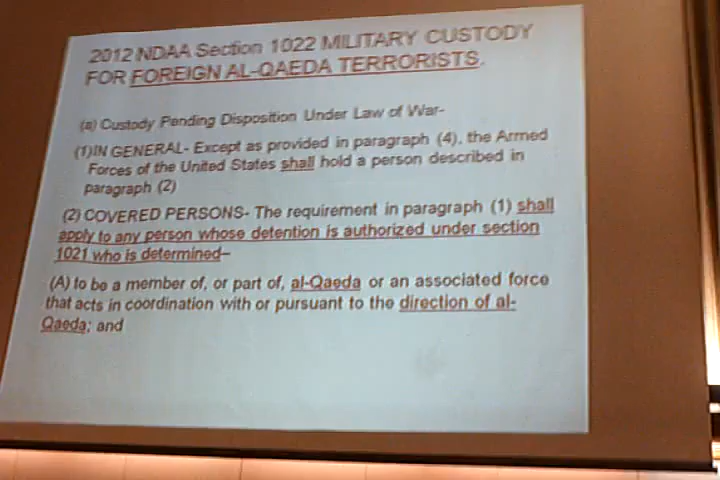 2012 NDAA Section 1022 MILITARY CUSTODY
FOR FOREIGN AL-QAEDA TERRORISTS.
(a) Custody Pending Disposition Under Law of War-
(1)IN GENERAL- Except as provided in paragraph (4), the Armed
Forces of the United States shall hold a person described in
paragraph (2)
(2) COVERED PERSONS- The requirement in paragraph (1) shall
apply to any person whose detention is authorized under section
1021 who is determined–
(A) to be a member of, or part of, al-Qaeda or an associated force
that acts in coordination with or pursuant to the direction of al-
Qaeda; and